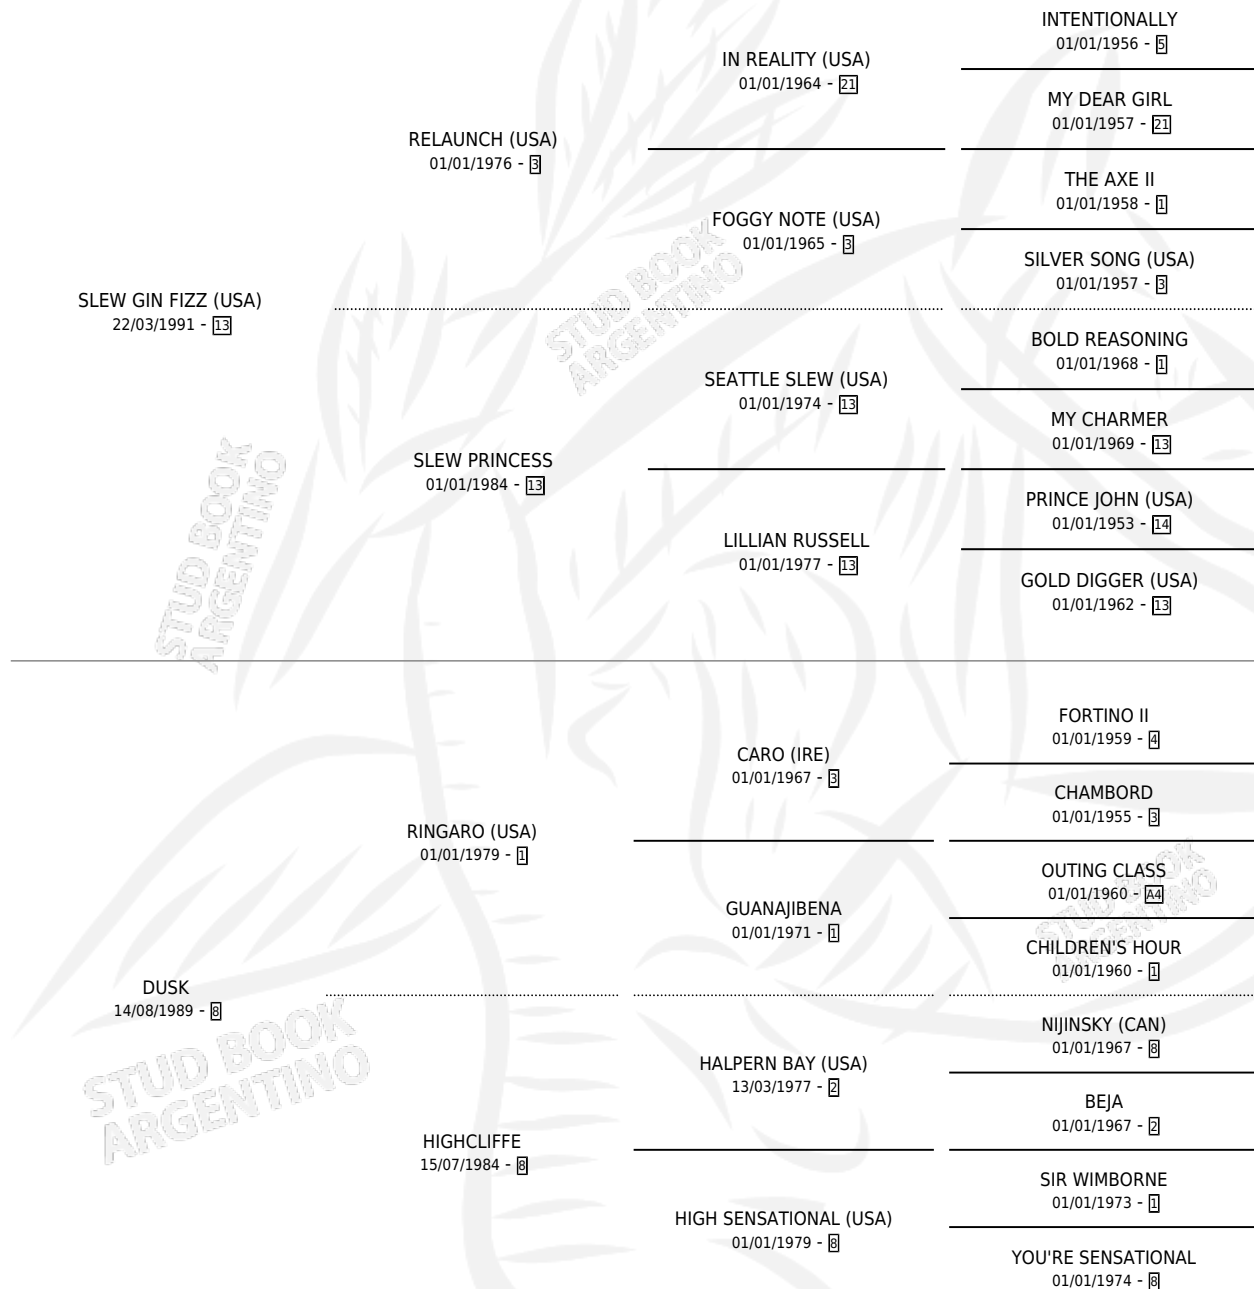 INTENTIONALLY
01/01/1956 - 5
IN REALITY (USA)
01/01/1964 - 21
MY DEAR GIRL
01/01/1957 - 21
RELAUNCH (USA)
01/01/1976 - 3
THE AXE II
01/01/1958 - 1
FOGGY NOTE (USA)
01/01/1965 - 3
SILVER SONG (USA)
01/01/1957 - 3
SLEW GIN FIZZ (USA)
22/03/1991 - 13
BOLD REASONING
01/01/1968 - 1
SEATTLE SLEW (USA)
01/01/1974 - 13
MY CHARMER
01/01/1969 - 13
SLEW PRINCESS
01/01/1984 - 13
PRINCE JOHN (USA)
01/01/1953 - 14
LILLIAN RUSSELL
01/01/1977 - 13
GOLD DIGGER (USA)
01/01/1962 - 13
FORTINO II
01/01/1959 - 4
CARO (IRE)
01/01/1967 - 3
CHAMBORD
01/01/1955 - 3
RINGARO (USA)
01/01/1979 - 1
OUTING CLASS
01/01/1960 - A4
GUANAJIBENA
01/01/1971 - 1
CHILDREN'S HOUR
01/01/1960 - 1
DUSK
14/08/1989 - 8
NIJINSKY (CAN)
01/01/1967 - 8
HALPERN BAY (USA)
13/03/1977 - 2
BEJA
01/01/1967 - 2
HIGHCLIFFE
15/07/1984 - 8
SIR WIMBORNE
01/01/1973 - 1
HIGH SENSATIONAL (USA)
01/01/1979 - 8
YOU'RE SENSATIONAL
01/01/1974 - 8
STUD BOOK
ARGENTINO
STUD BOOK
ARGENTINO
STUD BOOK
ARGENTINO
STUD BOOK
ARGENTINO